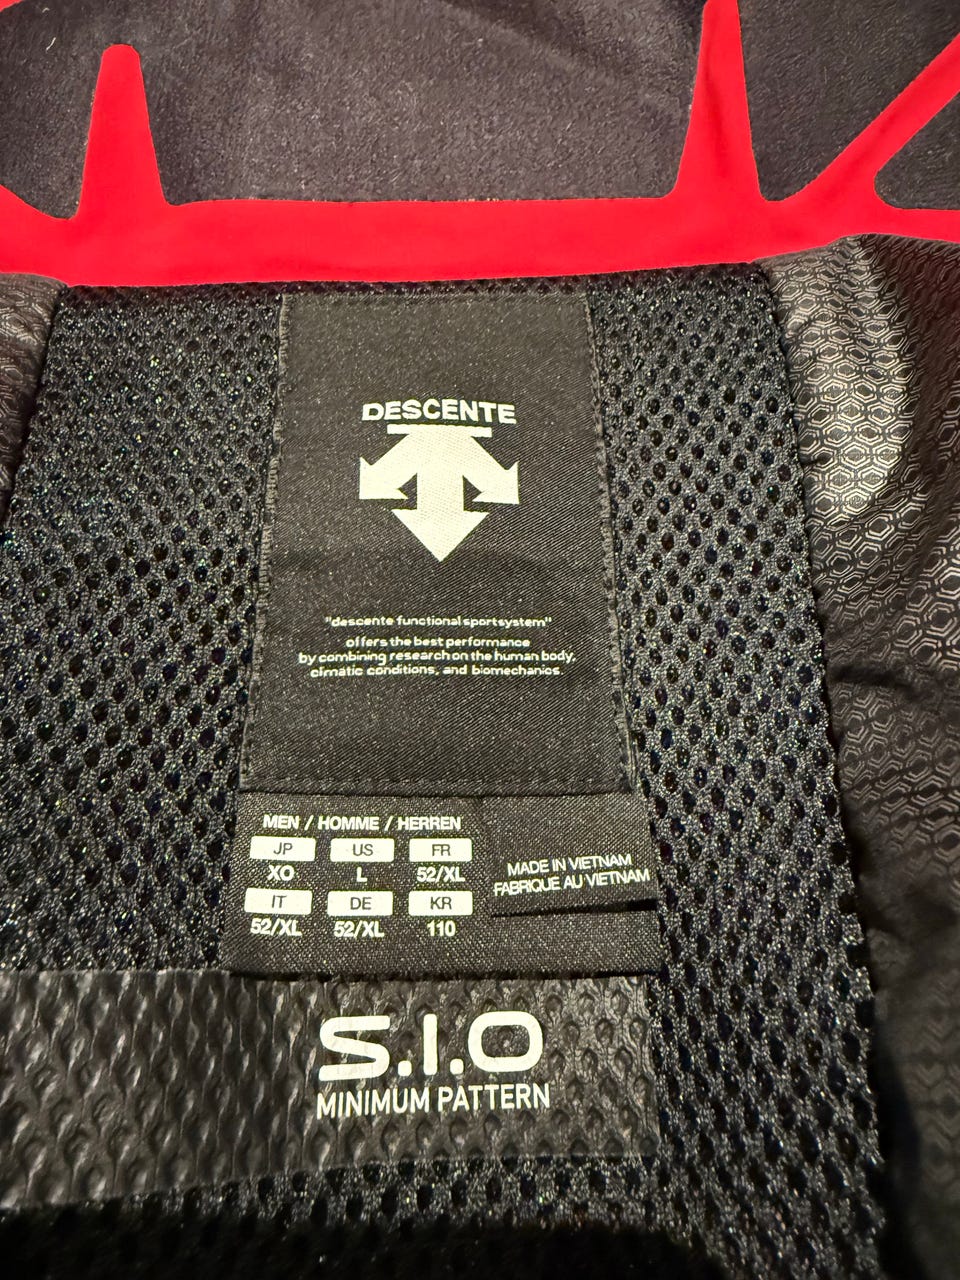 DESCENTE
"descente functional sportsystem"
offers the best performance
by combining research on the human body,
climatic conditions, and biomechanics.
MEN / HOMME / HERREN
JP US FR
XO L 52/XL
IT DE KR
52/XL 52/XL 110
MADE IN VIETNAM
FABRIQUE AU VIETNAM
S.I.O
MINIMUM PATTERN